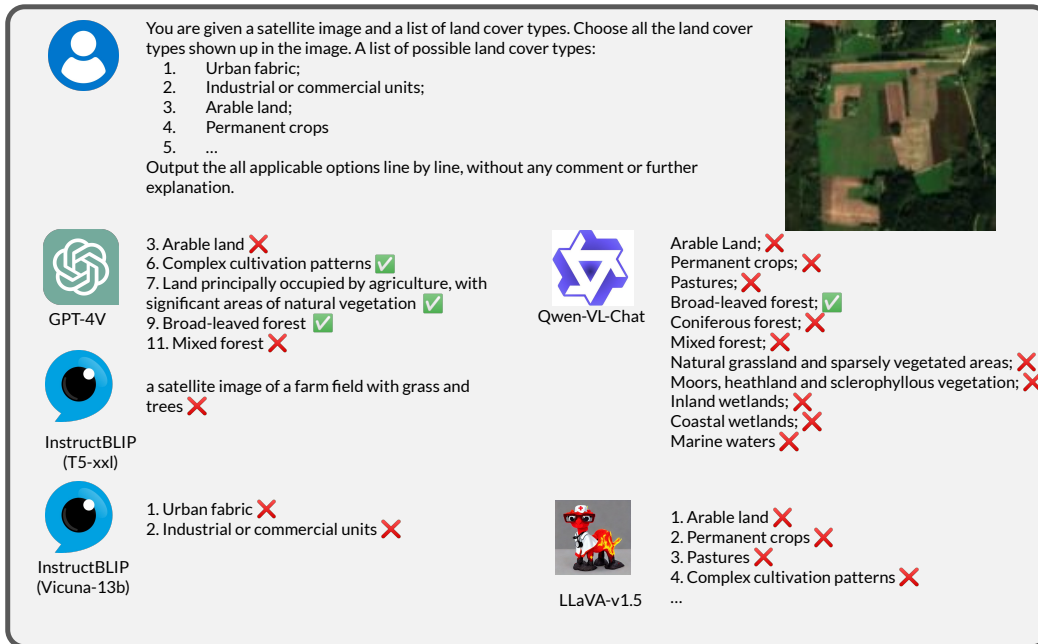 You are given a satellite image and a list of land cover types. Choose all the land cover
types shown up in the image. A list of possible land cover types:
1. Urban fabric;
2. Industrial or commercial units;
3. Arable land;
4. Permanent crops
5. ...
Output the all applicable options line by line, without any comment or further
explanation.
GPT-4V
3. Arable land ❌
6. Complex cultivation patterns ✅
7. Land principally occupied by agriculture, with
significant areas of natural vegetation ✅
9. Broad-leaved forest ✅
11. Mixed forest ❌
Qwen-VL-Chat
Arable Land; ❌
Permanent crops; ❌
Pastures; ❌
Broad-leaved forest; ✅
Coniferous forest; ❌
Mixed forest; ❌
Natural grassland and sparsely vegetated areas; ❌
Moors, heathland and sclerophyllous vegetation; ❌
Inland wetlands; ❌
Coastal wetlands; ❌
Marine waters ❌
InstructBLIP
(T5-xxl)
a satellite image of a farm field with grass and
trees ❌
InstructBLIP
(Vicuna-13b)
1. Urban fabric ❌
2. Industrial or commercial units ❌
LLaVA-v1.5
1. Arable land ❌
2. Permanent crops ❌
3. Pastures ❌
4. Complex cultivation patterns ❌
...